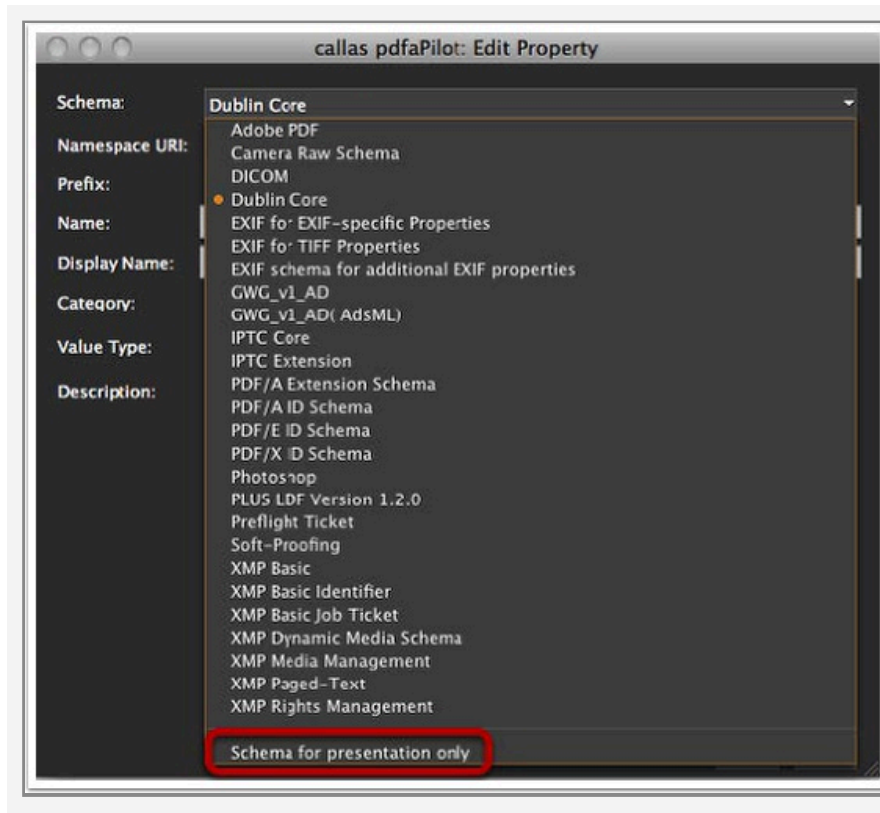 callas pdfaPilot: Edit Property
Schema:
Dublin Core
Namespace URI:
Prefix:
Name:
Display Name:
Category:
Value Type:
Description:
Adobe PDF
Camera Raw Schema
DICOM
Dublin Core
EXIF for EXIF-specific Properties
EXIF for TIFF Properties
EXIF schema for additional EXIF properties
GWG_v1_AD
GWG_v1_AD( AdsML)
IPTC Core
IPTC Extension
PDF/A Extension Schema
PDF/A ID Schema
PDF/E ID Schema
PDF/X ID Schema
Photoshop
PLUS LDF Version 1.2.0
Preflight Ticket
Soft-Proofing
XMP Basic
XMP Basic Identifier
XMP Basic Job Ticket
XMP Dynamic Media Schema
XMP Media Management
XMP Paged-Text
XMP Rights Management
Schema for presentation only